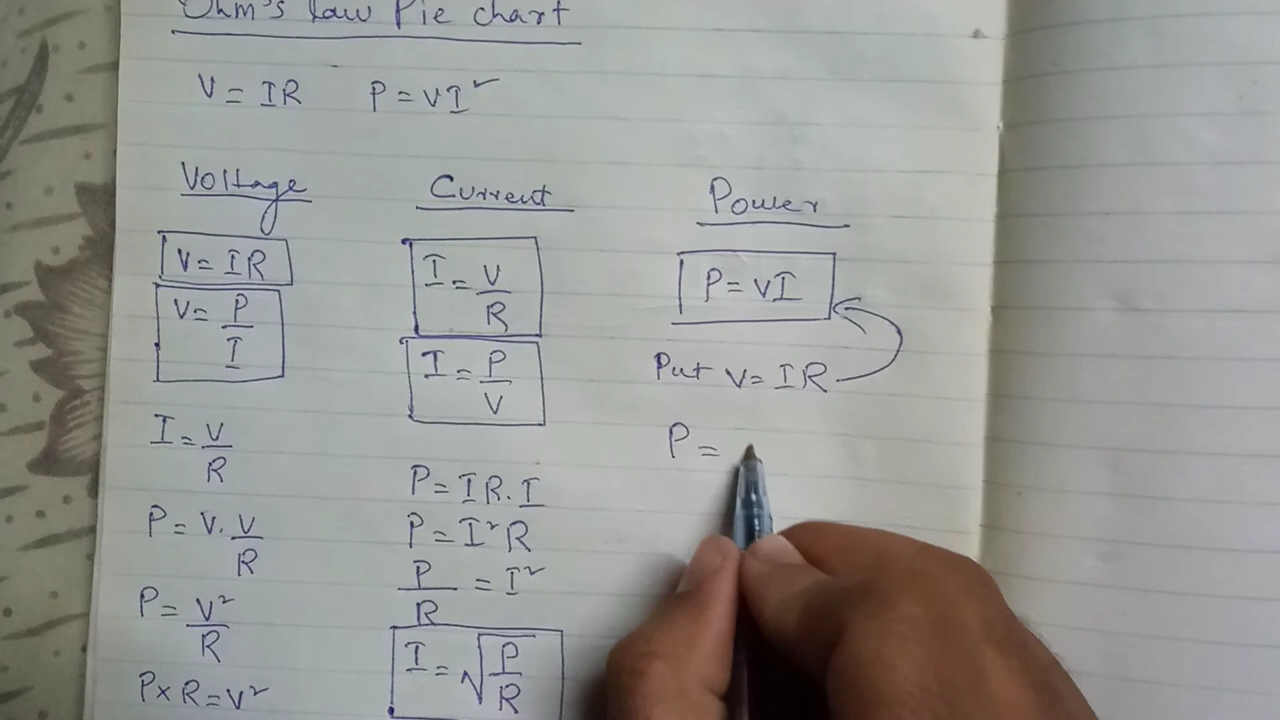 Ohm's law Pie chart
V = IR P = VI²
Voltage
V = IR
V = P/I
I = V/R
P = V. V/R
P = V²/R
P x R = V²
Current
I = V/R
I = P/V
P = IR. I
P = I²R
P/R = I²
I = √P/R
Power
P = VI
Put V = IR
P =